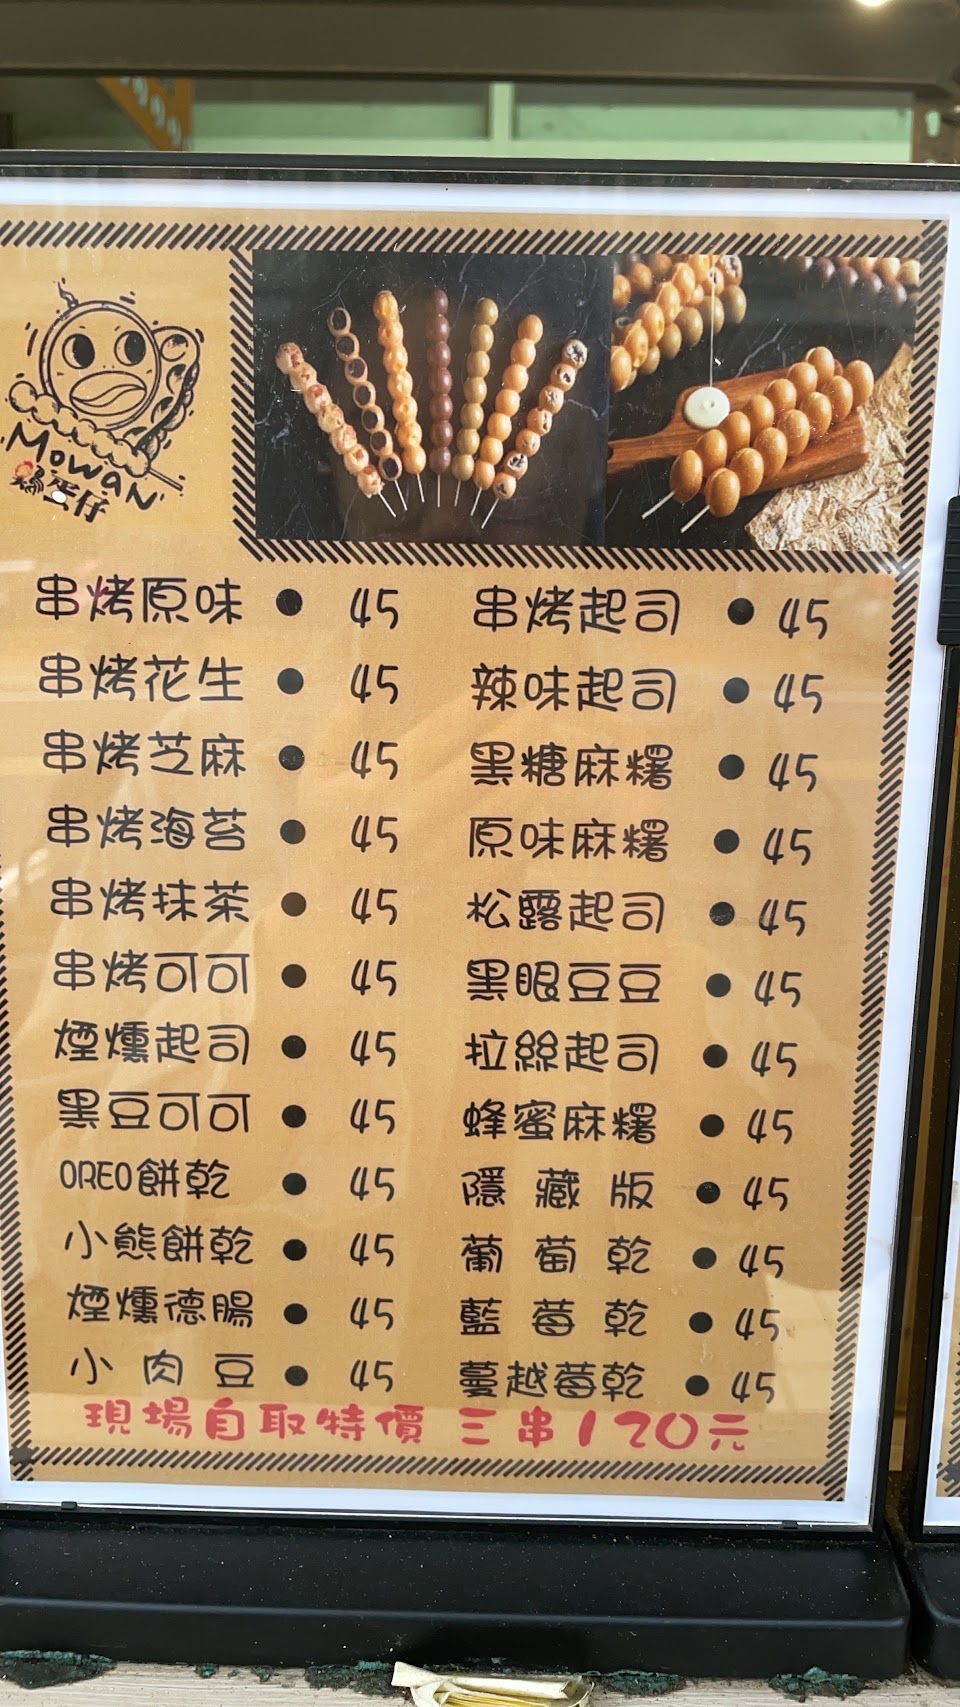 MOWAN
雞蛋仔
串烤原味 ● 45
串烤花生 ● 45
串烤芝麻 ● 45
串烤海苔 ● 45
串烤抹茶 ● 45
串烤可可 ● 45
煙燻起司 ● 45
黑豆可可 ● 45
OREO餅乾 ● 45
小熊餅乾 ● 45
煙燻德腸 ● 45
小肉豆 ● 45
串烤起司 ● 45
辣味起司 ● 45
黑糖麻糬 ● 45
原味麻糬 ● 45
松露起司 ● 45
黑眼豆豆 ● 45
拉絲起司 ● 45
蜂蜜麻糬 ● 45
隱藏版 ● 45
葡萄乾 ● 45
藍莓乾 ● 45
蔓越莓乾 ● 45
現場自取特價 三串120元